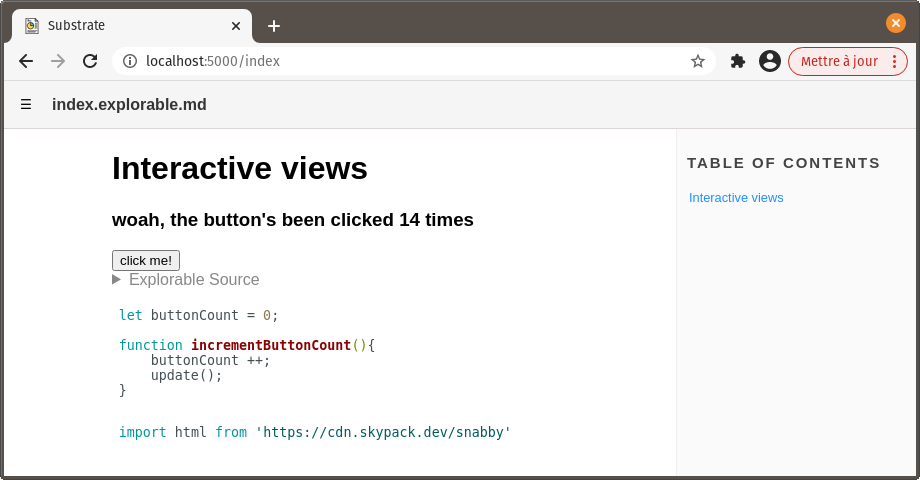 Substrate
localhost:5000/index
Mettre à jour
index.explorable.md
Interactive views
woah, the button's been clicked 14 times
click me!
Explorable Source
let buttonCount = 0;
function incrementButtonCount(){
    buttonCount ++;
    update();
}
import html from 'https://cdn.skypack.dev/snabby'
TABLE OF CONTENTS
Interactive views